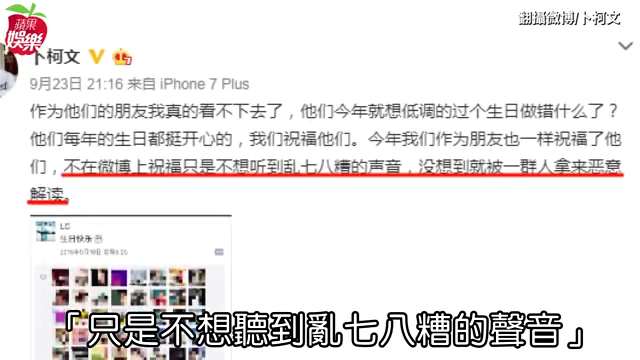 蘋果
娛樂
翻攝微博/卜柯文
卜柯文
9月23日 21:16 来自 iPhone 7 Plus
作为他们的朋友我真的看不下去了，他们今年就想低调的过个生日做错什么了？
他们每年的生日都挺开心的，我们祝福他们。今年我们作为朋友也一样祝福了他
们，不在微博上祝福只是不想听到乱七八糟的声音，没想到就被一群人拿来恶意
解读。
生日快乐
「只是不想聽到亂七八糟的聲音」